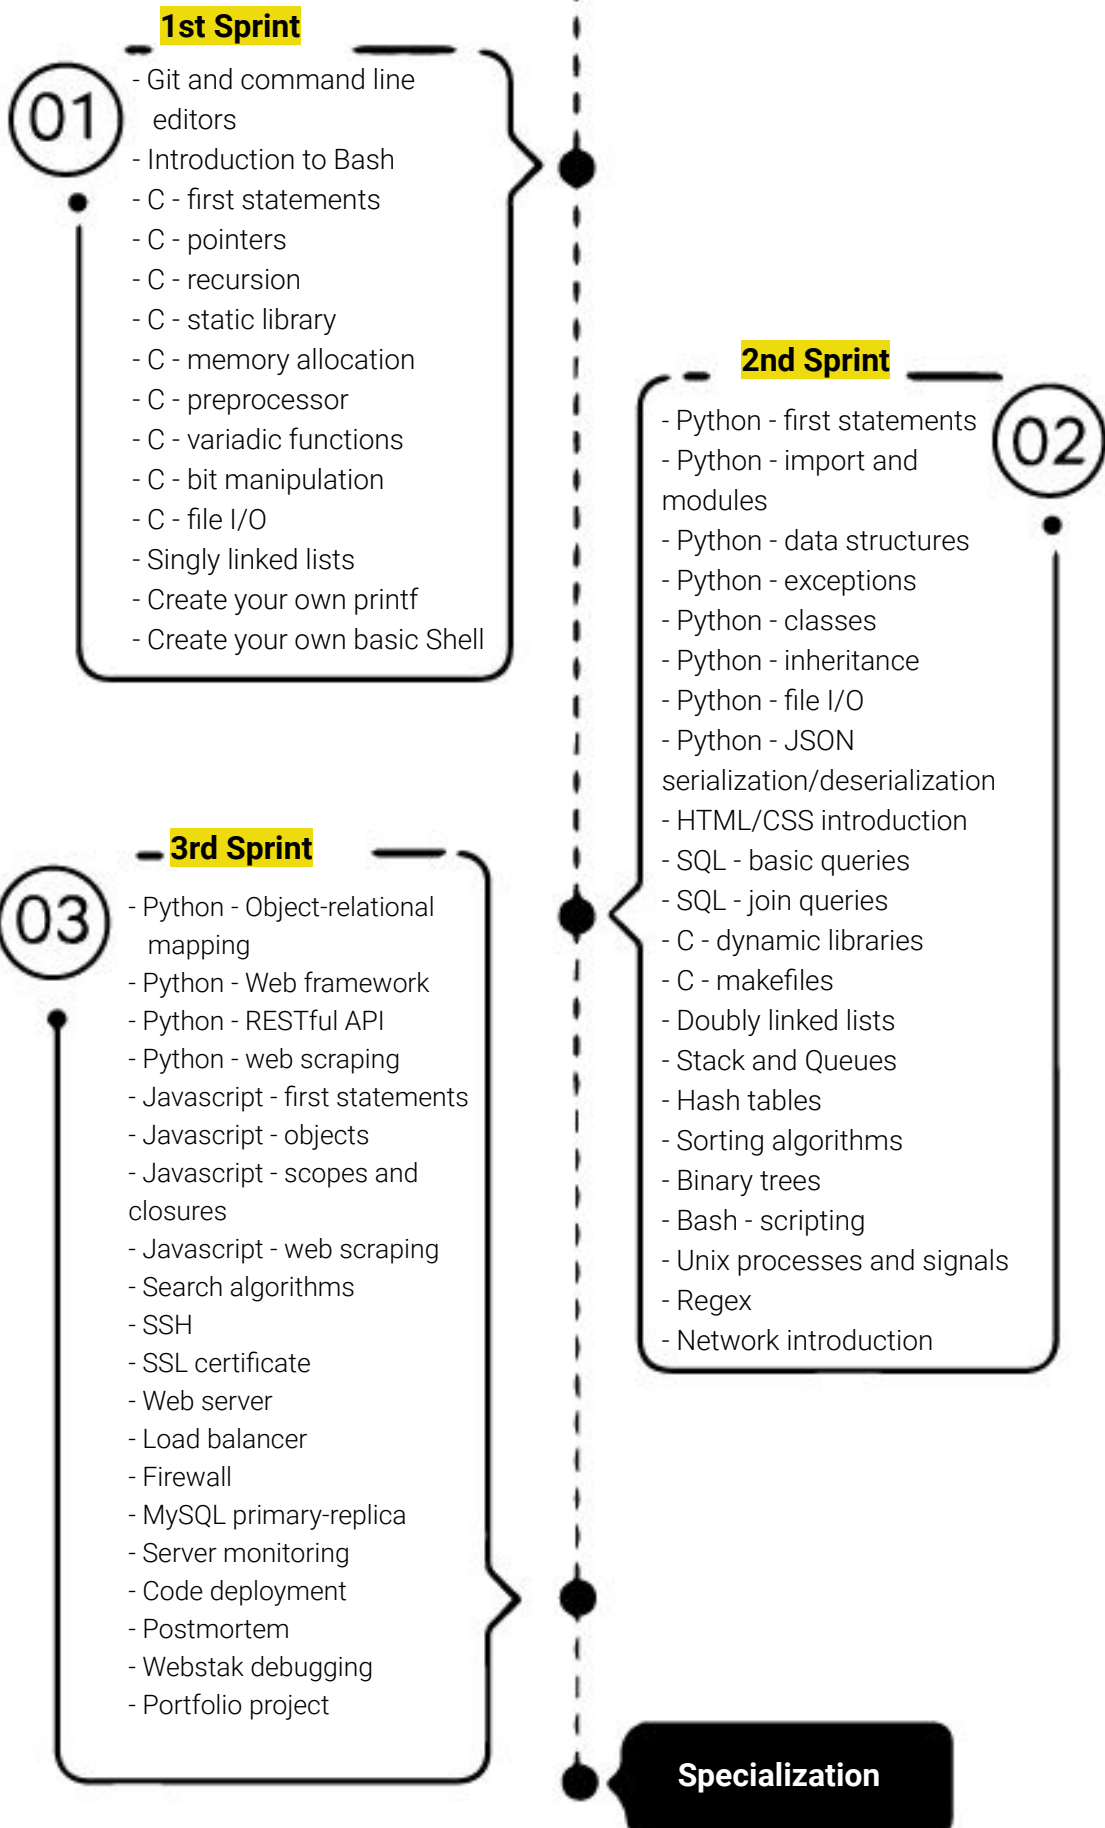 1st Sprint
01
- Git and command line
editors
- Introduction to Bash
- C - first statements
- C - pointers
- C - recursion
- C - static library
- C - memory allocation
- C - preprocessor
- C - variadic functions
- C - bit manipulation
- C - file I/O
- Singly linked lists
- Create your own printf
- Create your own basic Shell
2nd Sprint
02
- Python - first statements
- Python - import and
modules
- Python - data structures
- Python - exceptions
- Python - classes
- Python - inheritance
- Python - file I/O
- Python - JSON
serialization/deserialization
- HTML/CSS introduction
- SQL - basic queries
- SQL - join queries
- C - dynamic libraries
- C - makefiles
- Doubly linked lists
- Stack and Queues
- Hash tables
- Sorting algorithms
- Binary trees
- Bash - scripting
- Unix processes and signals
- Regex
- Network introduction
3rd Sprint
03
- Python - Object-relational
mapping
- Python - Web framework
- Python - RESTful API
- Python - web scraping
- Javascript - first statements
- Javascript - objects
- Javascript - scopes and
closures
- Javascript - web scraping
- Search algorithms
- SSH
- SSL certificate
- Web server
- Load balancer
- Firewall
- MySQL primary-replica
- Server monitoring
- Code deployment
- Postmortem
- Webstak debugging
- Portfolio project
Specialization